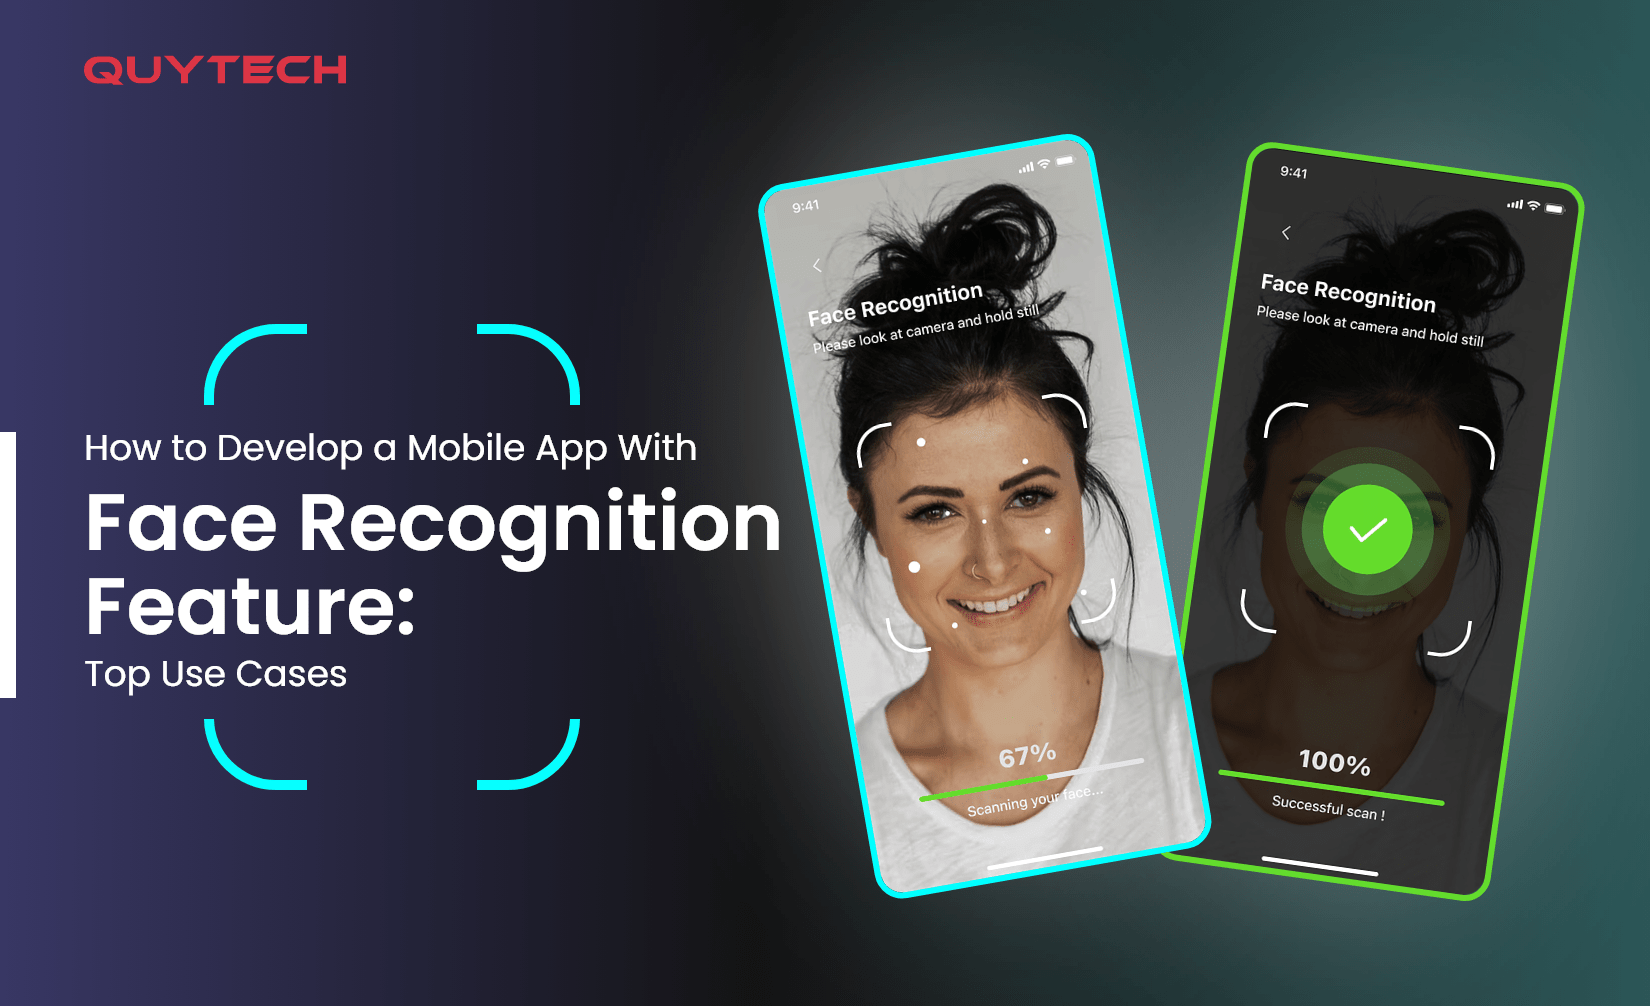 QUYTECH
How to Develop a Mobile App With
Face Recognition
Feature:
Top Use Cases
9:41
Face Recognition
Please look at camera and hold still
67%
Scanning your face...
9:41
Face Recognition
Please look at camera and hold still
100%
Successful scan !